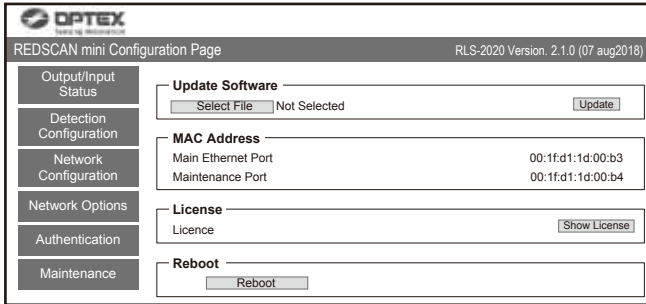 OPTEX
REDSCAN mini Configuration Page
RLS-2020 Version. 2.1.0 (07 aug2018)
Output/Input
Status
Detection
Configuration
Network
Configuration
Network Options
Authentication
Maintenance
Update Software
Select File Not Selected Update
MAC Address
Main Ethernet Port 00:1f:d1:1d:00:b3
Maintenance Port 00:1f:d1:1d:00:b4
License
Licence Show License
Reboot
Reboot